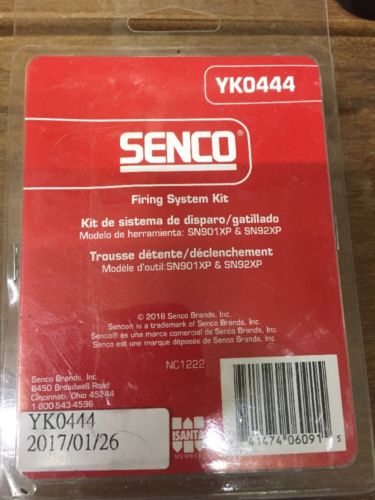 YK0444
SENCO®
Firing System Kit
Kit de sistema de disparo/gatillado
Modelo de herramienta: SN901XP & SN92XP
Trousse détente/déclenchement
Modèle d'outil:SN901XP & SN92XP
© 2016 Senco Brands, Inc.
Senco® is a trademark of Senco Brands, Inc.
Senco® es una marca comercial de Senco Brands, Inc.
Senco est une marque déposée de Senco Brands, Inc.
NC1222
Senco Brands, Inc.
8450 Broadwell Road
Cincinnati, Ohio 45244
1-800-543-4596
YK0444
2017/01/26
ISANTA
MEMBER
41474 06091 5